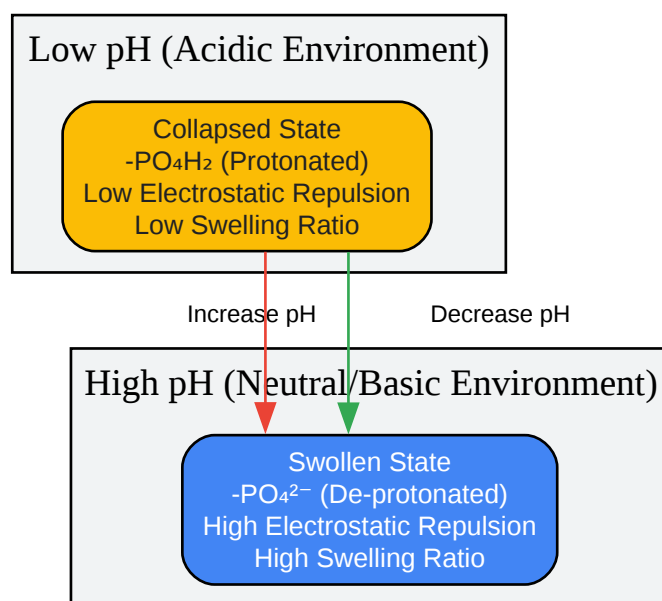 Low pH (Acidic Environment)
Collapsed State
-PO₄H₂ (Protonated)
Low Electrostatic Repulsion
Low Swelling Ratio
Increase pH
Decrease pH
High pH (Neutral/Basic Environment)
Swollen State
-PO₄²⁻ (De-protonated)
High Electrostatic Repulsion
High Swelling Ratio